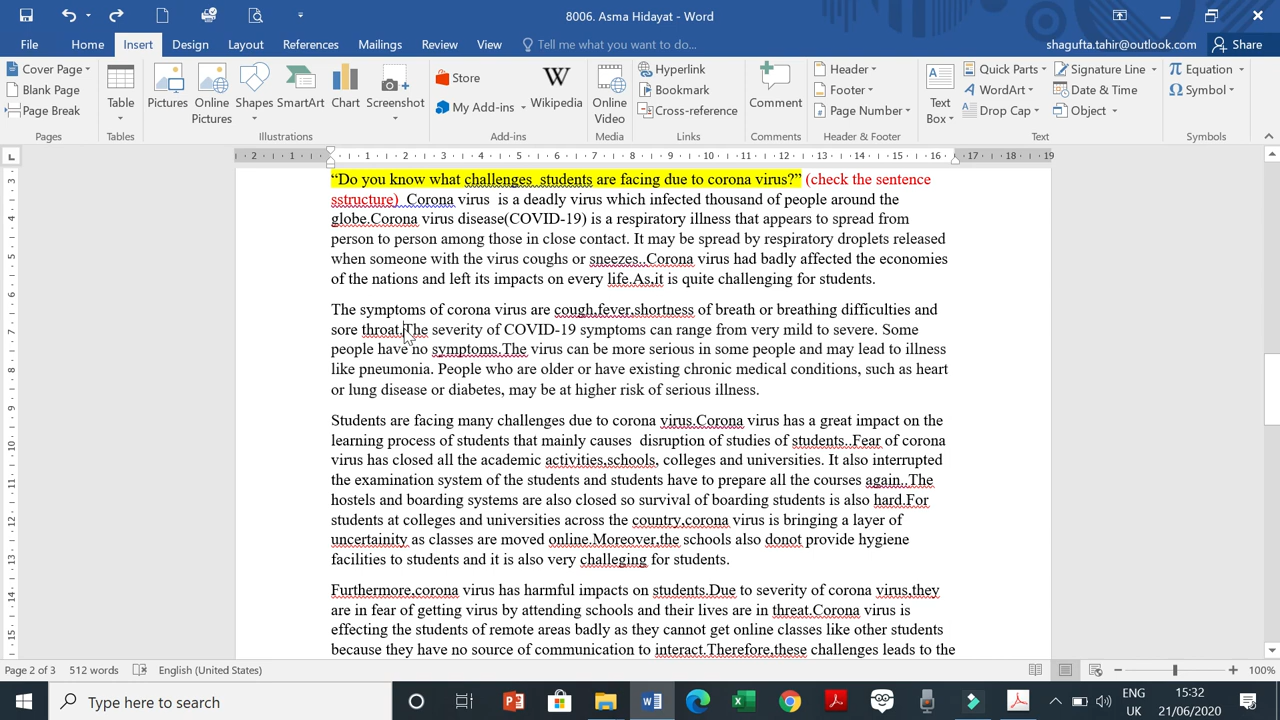 8006. Asma Hidayat - Word
File Home Insert Design Layout References Mailings Review View Tell me what you want to do... shagufta.tahir@outlook.com Share
Cover Page
Blank Page
Page Break
Pages
Table
Tables
Pictures
Online Pictures
Shapes
SmartArt
Chart
Screenshot
Illustrations
Store
My Add-ins
Wikipedia
Add-ins
Online Video
Media
Hyperlink
Bookmark
Cross-reference
Links
Comment
Comments
Header
Footer
Page Number
Header & Footer
Text Box
Quick Parts
WordArt
Drop Cap
Signature Line
Date & Time
Object
Text
Equation
Symbol
Symbols
2 1 1 2 3 4 5 6 7 8 9 10 11 12 13 14 15 16 17 18 19
“Do you know what challenges  students are facing due to corona virus?” (check the sentence
sstructure)  Corona virus  is a deadly virus which infected thousand of people around the
globe.Corona virus disease(COVID-19) is a respiratory illness that appears to spread from
person to person among those in close contact. It may be spread by respiratory droplets released
when someone with the virus coughs or sneezes..Corona virus had badly affected the economies
of the nations and left its impacts on every life.As,it is quite challenging for students.
The symptoms of corona virus are cough,fever,shortness of breath or breathing difficulties and
sore throat.The severity of COVID-19 symptoms can range from very mild to severe. Some
people have no symptoms.The virus can be more serious in some people and may lead to illness
like pneumonia. People who are older or have existing chronic medical conditions, such as heart
or lung disease or diabetes, may be at higher risk of serious illness.
Students are facing many challenges due to corona virus.Corona virus has a great impact on the
learning process of students that mainly causes  disruption of studies of students..Fear of corona
virus has closed all the academic activities,schools, colleges and universities. It also interrupted
the examination system of the students and students have to prepare all the courses again..The
hostels and boarding systems are also closed so survival of boarding students is also hard.For
students at colleges and universities across the country,corona virus is bringing a layer of
uncertainity as classes are moved online.Moreover,the schools also donot provide hygiene
facilities to students and it is also very challeging for students.
Furthermore,corona virus has harmful impacts on students.Due to severity of corona virus,they
are in fear of getting virus by attending schools and their lives are in threat.Corona virus is
effecting the students of remote areas badly as they cannot get online classes like other students
because they have no source of communication to interact.Therefore,these challenges leads to the
Page 2 of 3 512 words English (United States) 100%
Type here to search
ENG
UK
15:32
21/06/2020